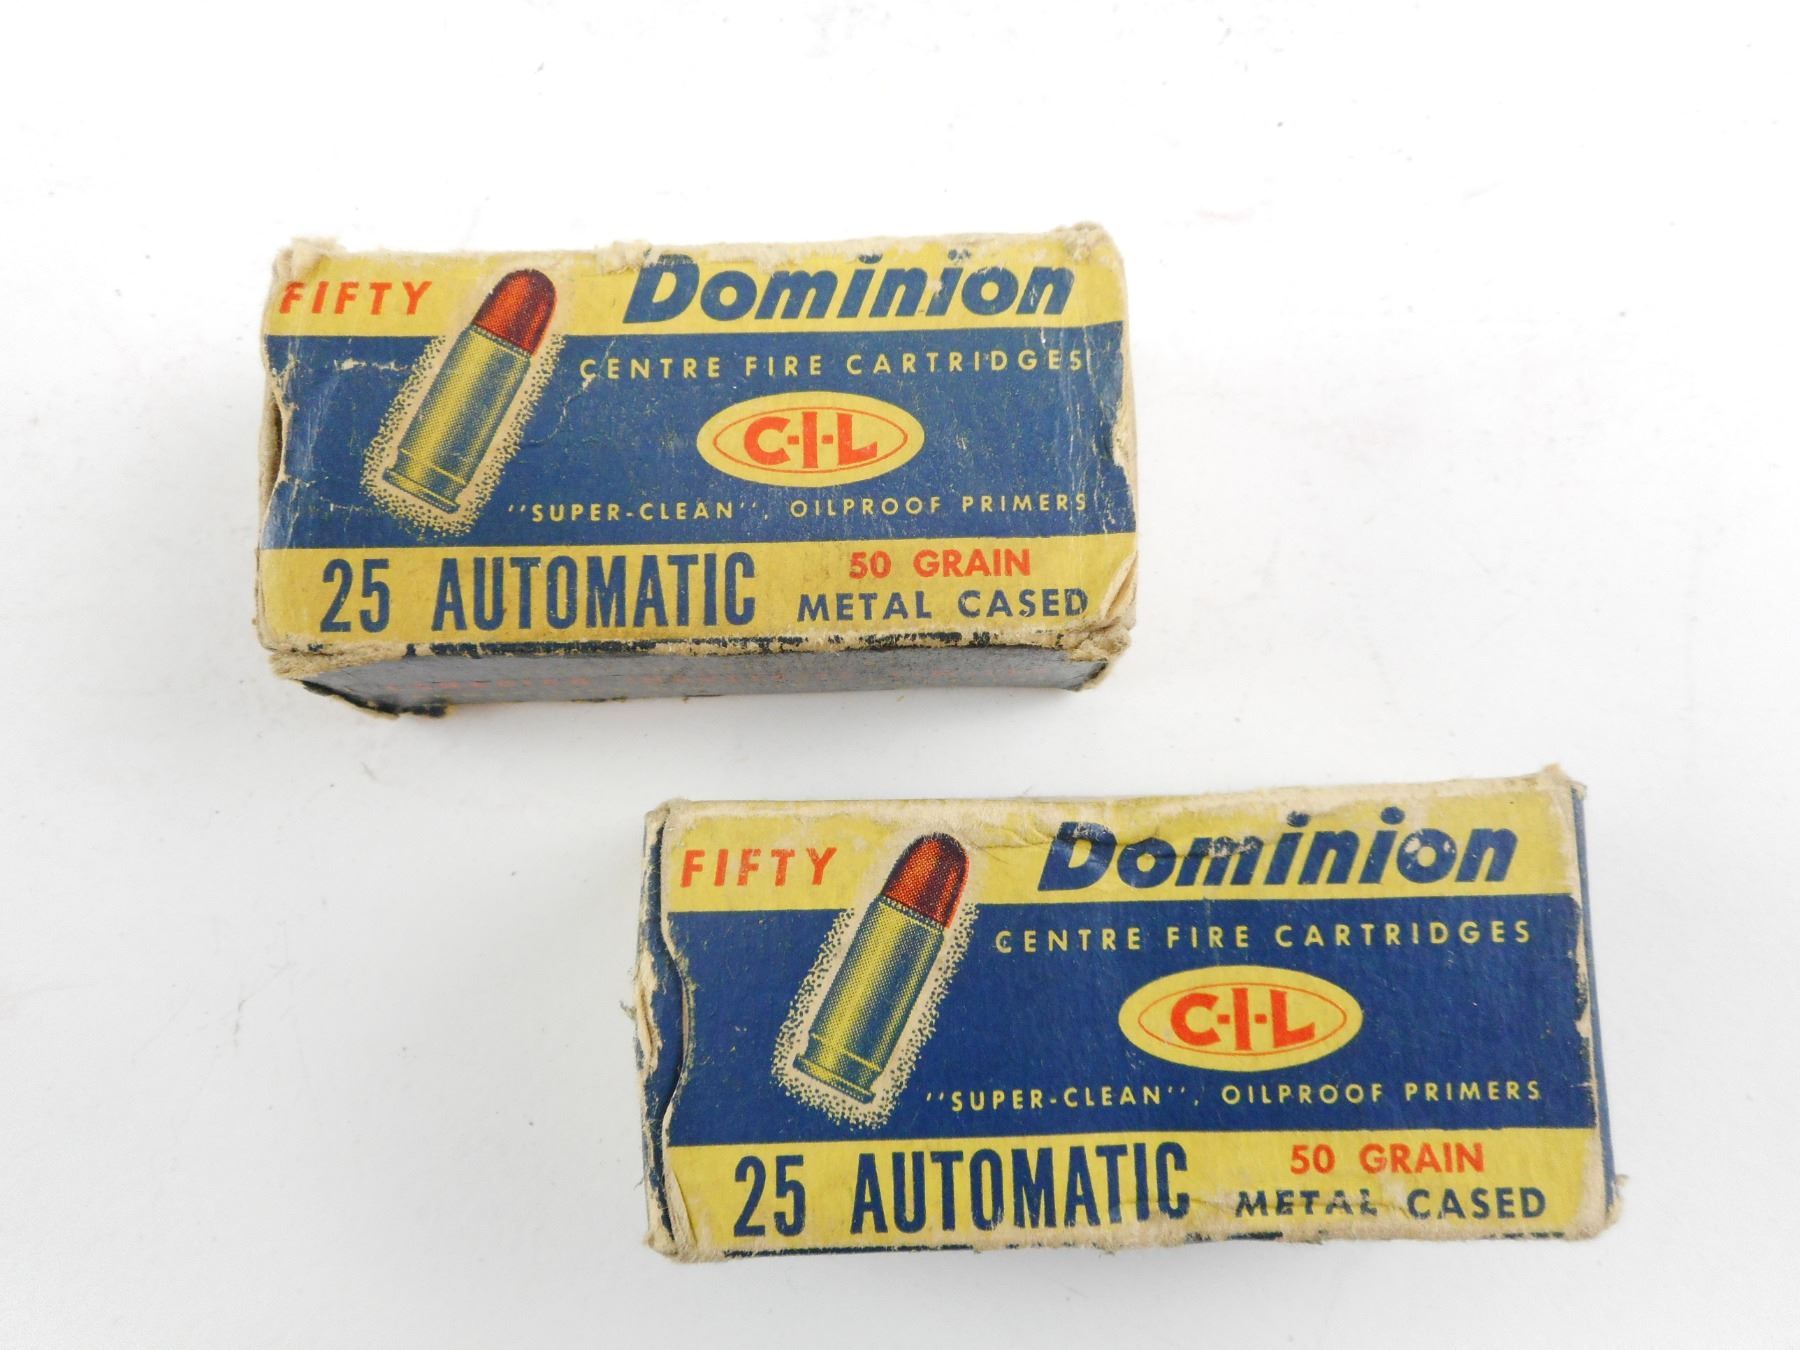 FIFTY Dominion
CENTRE FIRE CARTRIDGES
C-I-L
"SUPER-CLEAN", OILPROOF PRIMERS
25 AUTOMATIC 50 GRAIN
METAL CASED
FIFTY Dominion
CENTRE FIRE CARTRIDGES
C-I-L
"SUPER-CLEAN", OILPROOF PRIMERS
25 AUTOMATIC 50 GRAIN
METAL CASED